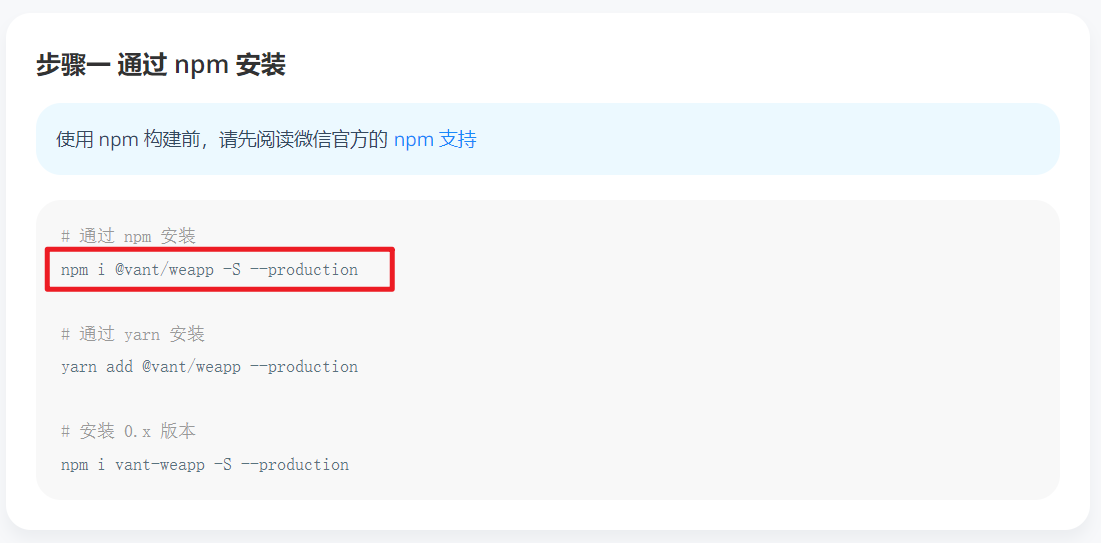 步骤一 通过 npm 安装
使用 npm 构建前，请先阅读微信官方的 npm 支持
# 通过 npm 安装
npm i @vant/weapp -S --production
# 通过 yarn 安装
yarn add @vant/weapp --production
# 安装 0.x 版本
npm i vant-weapp -S --production